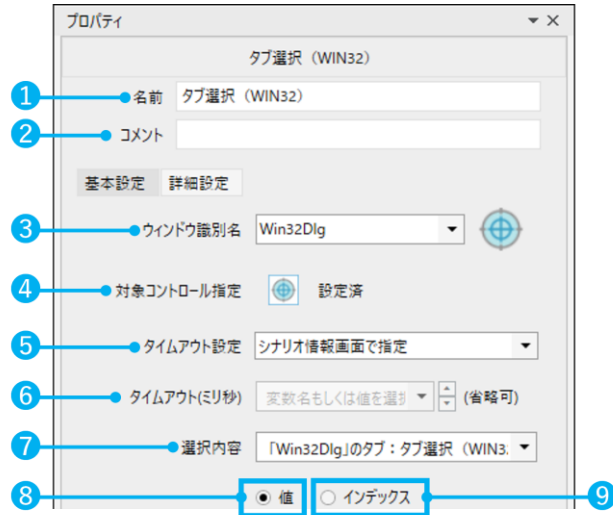 プロパティ
タブ選択（WIN32）
1 名前 タブ選択（WIN32）
2 コメント
基本設定 詳細設定
3 ウィンドウ識別名 Win32Dlg
4 対象コントロール指定 設定済
5 タイムアウト設定 シナリオ情報画面で指定
6 タイムアウト(ミリ秒) 変数名もしくは値を選択 (省略可)
7 選択内容 「Win32Dlg」のタブ：タブ選択（WIN3
8 値 インデックス 9